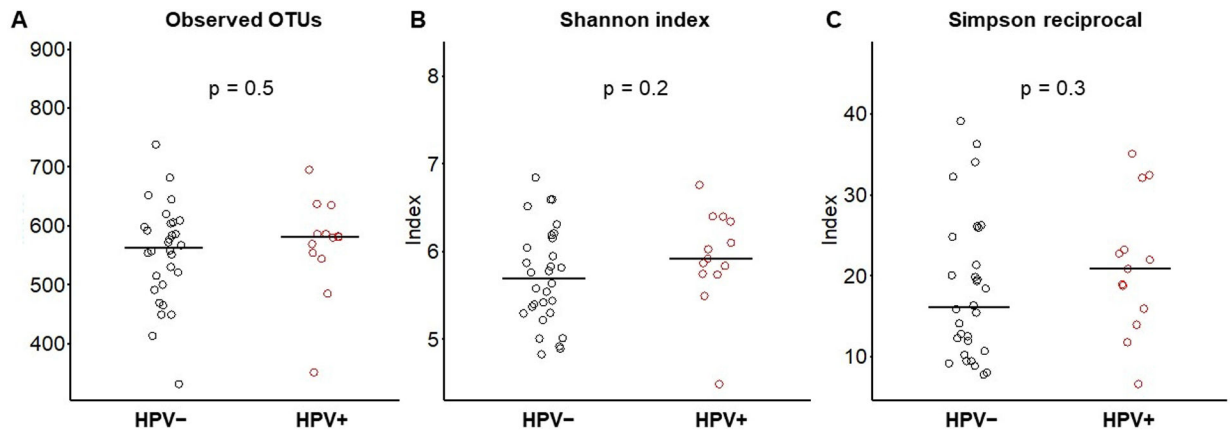 A Observed OTUs
900
800
700
600
500
400
p = 0.5
HPV− HPV+
B Shannon index
Index
8
7
6
5
p = 0.2
HPV− HPV+
C Simpson reciprocal
Index
40
30
20
10
p = 0.3
HPV− HPV+